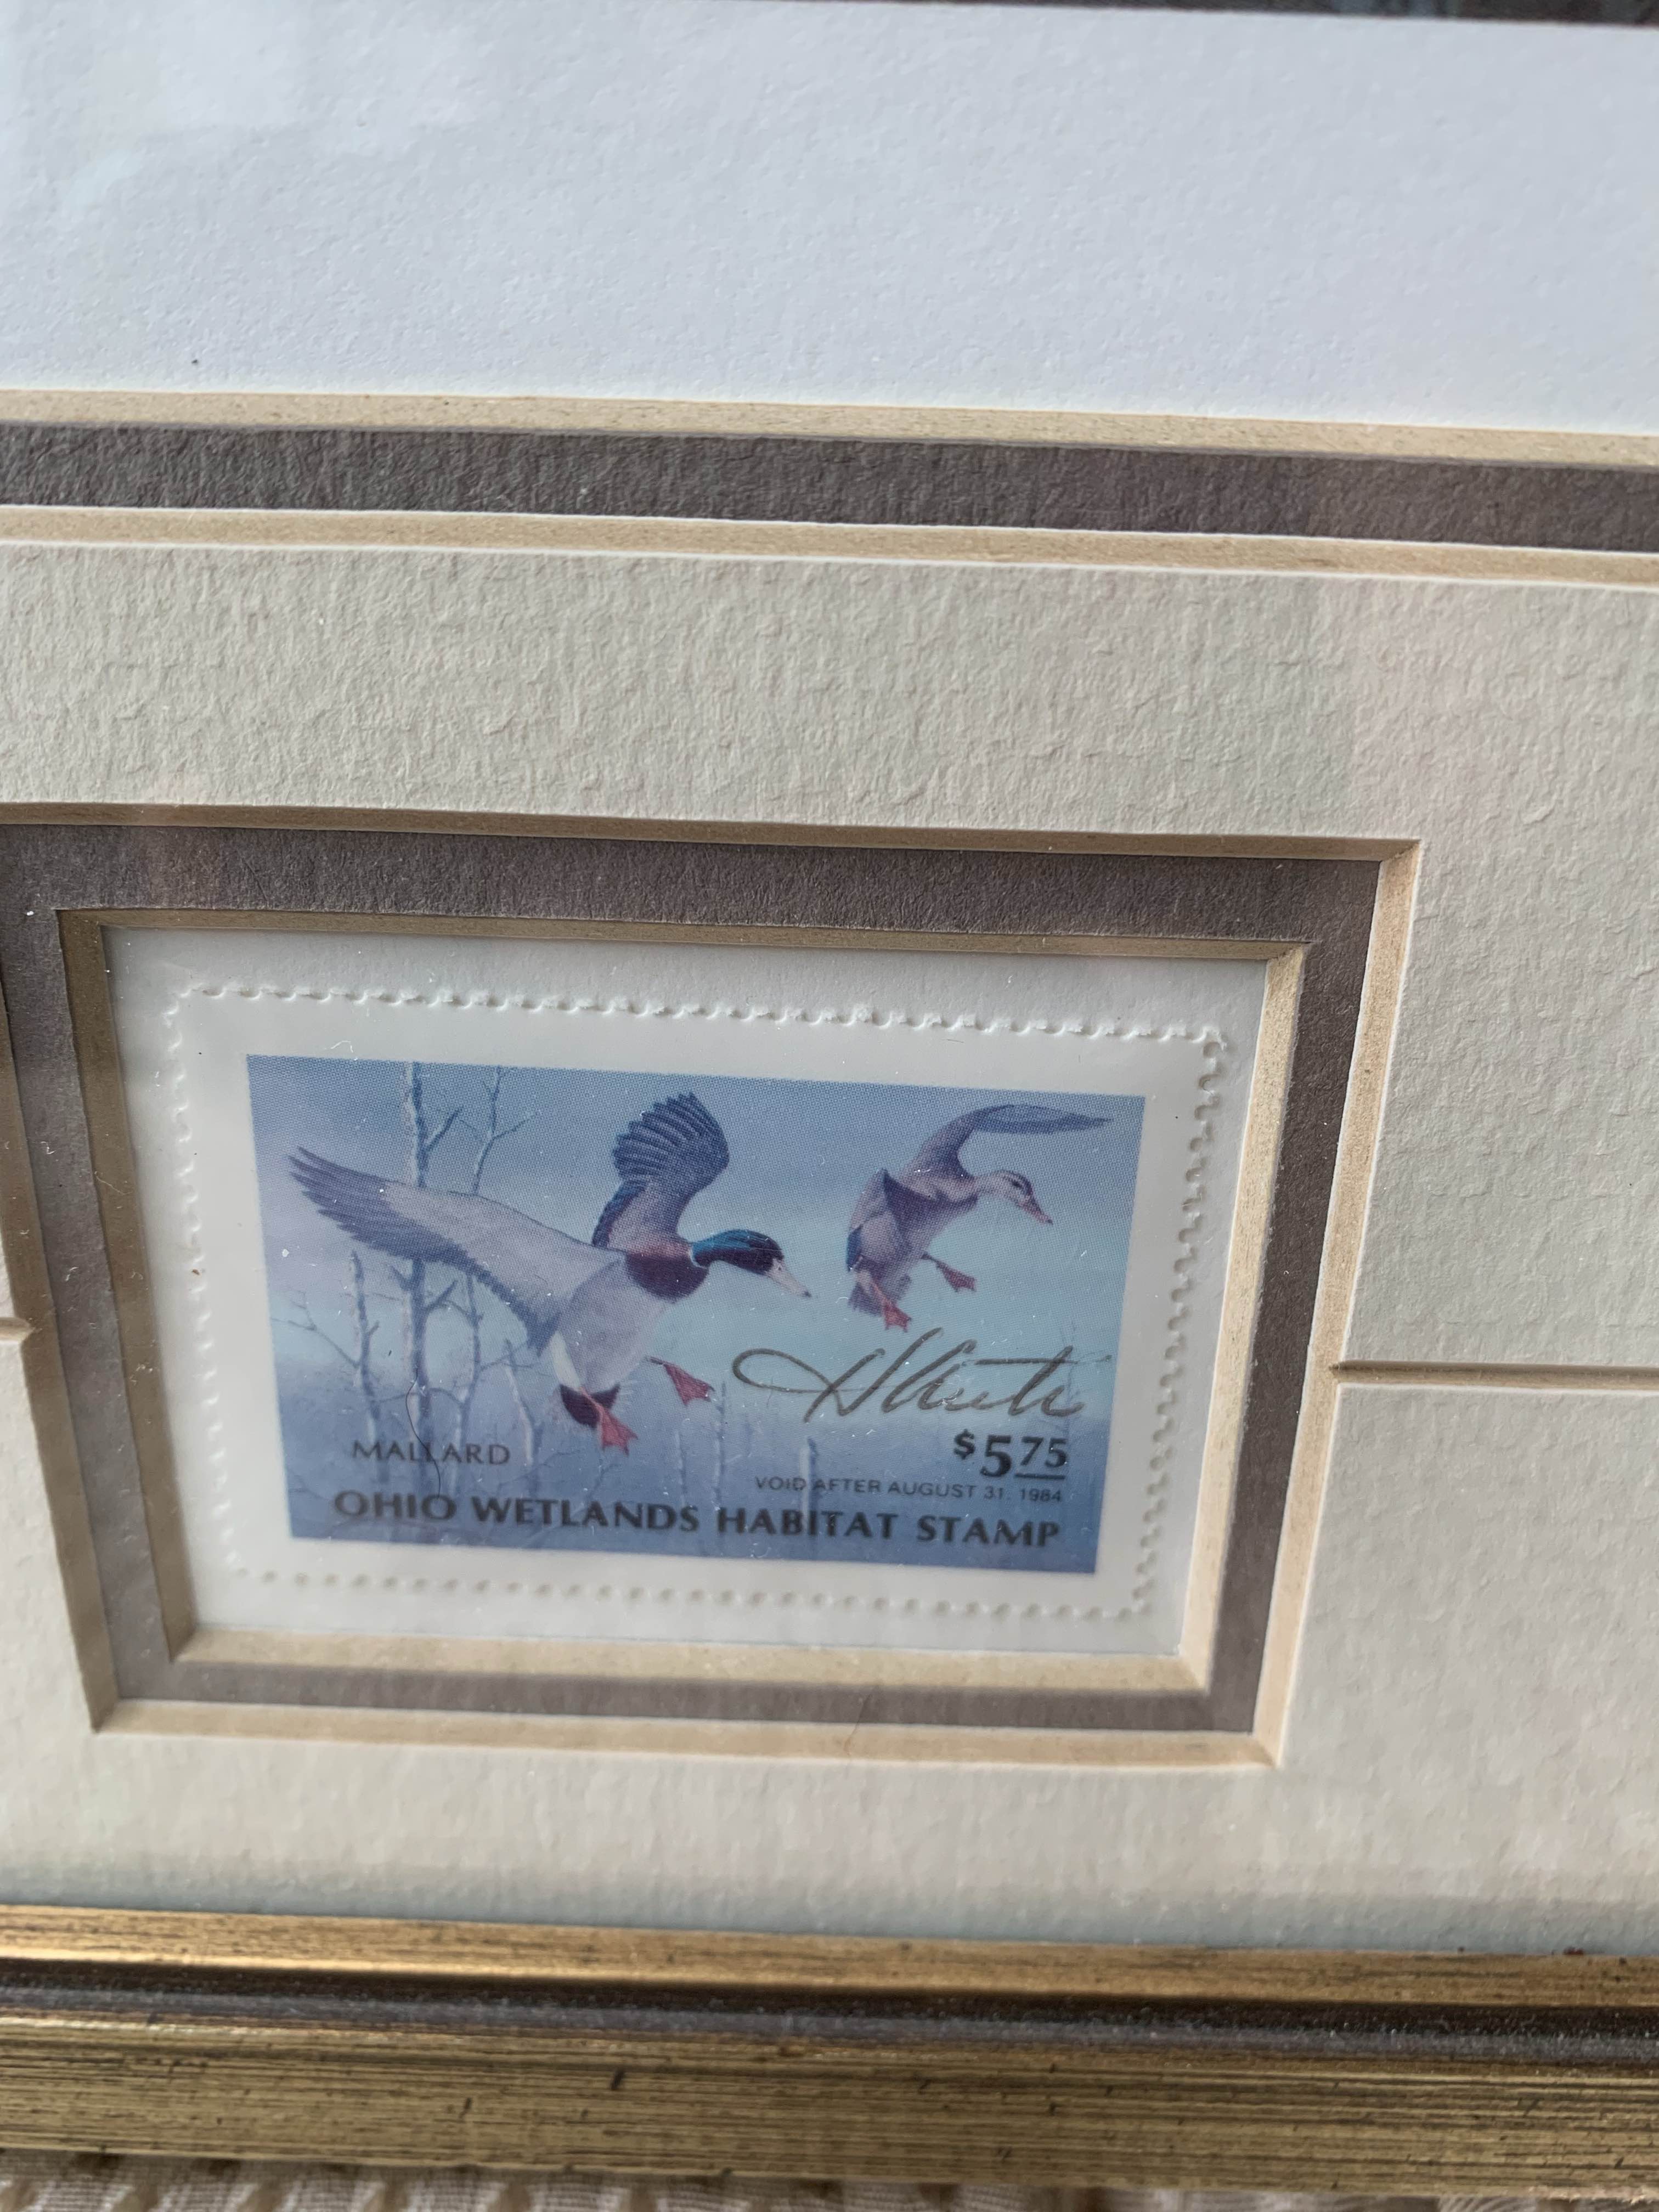 MALLARD
$5.75
VOID AFTER AUGUST 31, 1984
OHIO WETLANDS HABITAT STAMP